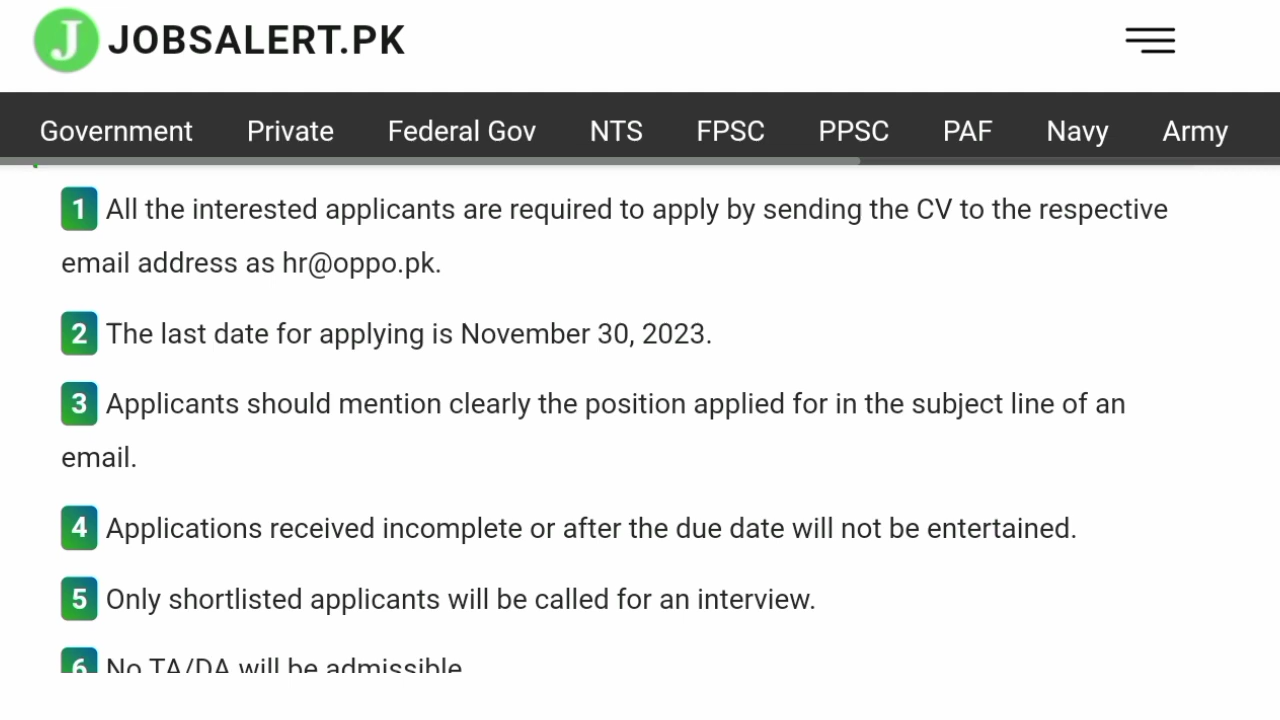 J JOBSALERT.PK
Government Private Federal Gov NTS FPSC PPSC PAF Navy Army
1 All the interested applicants are required to apply by sending the CV to the respective
email address as hr@oppo.pk.
2 The last date for applying is November 30, 2023.
3 Applicants should mention clearly the position applied for in the subject line of an
email.
4 Applications received incomplete or after the due date will not be entertained.
5 Only shortlisted applicants will be called for an interview.
6 No TA/DA will be admissible